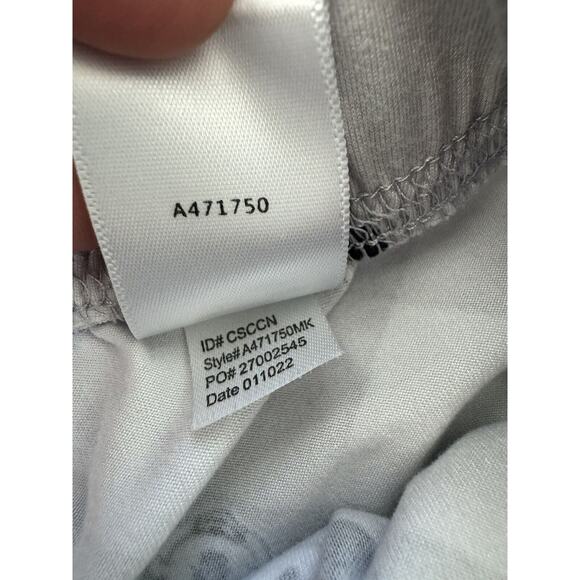 A471750
ID# CSCCN
Style# A471750MK
PO# 27002545
Date 011022